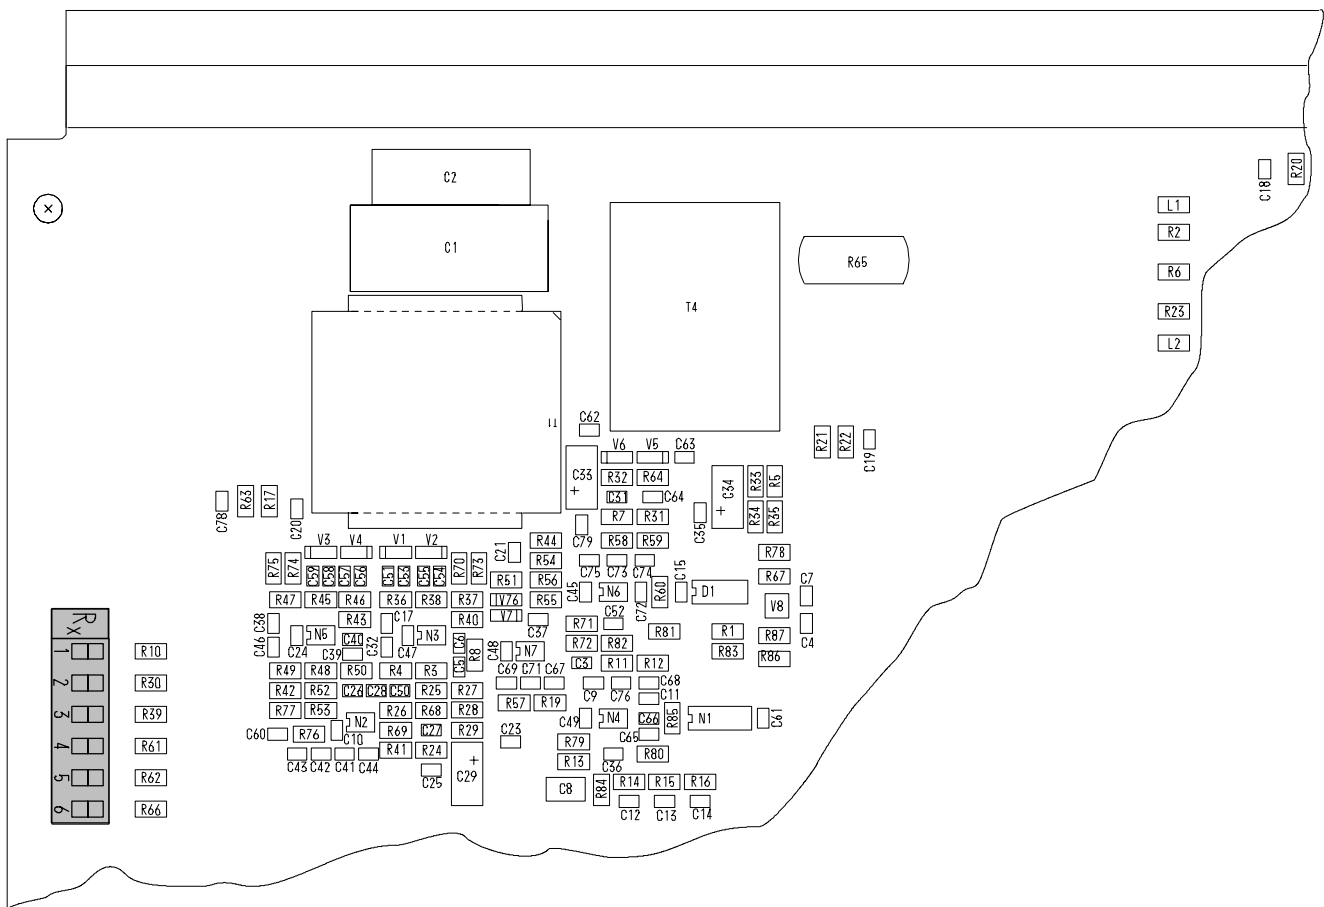 C2
C18
R20
L1
R2
C1
R65
R6
T4
R23
L2
T1
C62
V6 V5 C63
R21 R22 C19
C33 R32 R64 C34 R33 R5
+ C31 C64
C78 R63 R17 C20
R7 R31 C35 + R34 R35
C79
V3 V4 V1 V2 C21 R44 R58 R59 R78
R75 R74 C59 C58 C57 C56 C51 C53 C55 C54 R70 R73 R54 C75 C73 C74 C15
R51 R56 R67
R47 R45 R46 R36 R38 R37 V76 R55 C45 N6 C72 R60 D1 C7
V8
C38 R43 C17 R40 V7 C37 C52
R71 R81 R1 R87 C4
C46 C24 N5 C40 C32 C47 N3 C6 R8 C48 N7 R72 R82 R83 R86
C39
Rx
1 R10
R49 R48 R50 R4 R3 C5 C3 R11 R12
2 R30
C69 C71 C67 C9 C76 C68
R42 R52 C26 C28 C50 R25 R27 C11
R57 R19
3 R39
R77 R53 R26 R68 R28 C49 N4 C66 R85 N1 C61
N2
C60 R76 C10 R69 C27 R29 C23 C65
4 R61
R79
C43 C42 C41 C44 R41 R24 + R13 C36 R80
5 R62
C25 C29 C8 R84 R14 R15 R16
6 R66
C12 C13 C14